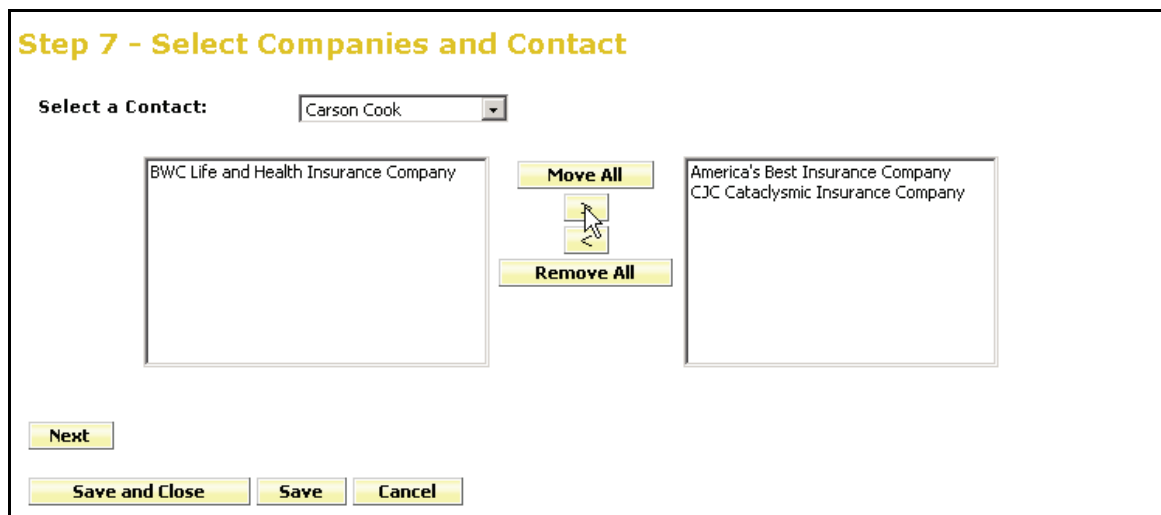 Step 7 - Select Companies and Contact
Select a Contact:
Carson Cook
BWC Life and Health Insurance Company
Move All
>
<
Remove All
America's Best Insurance Company
CJC Cataclysmic Insurance Company
Next
Save and Close
Save
Cancel